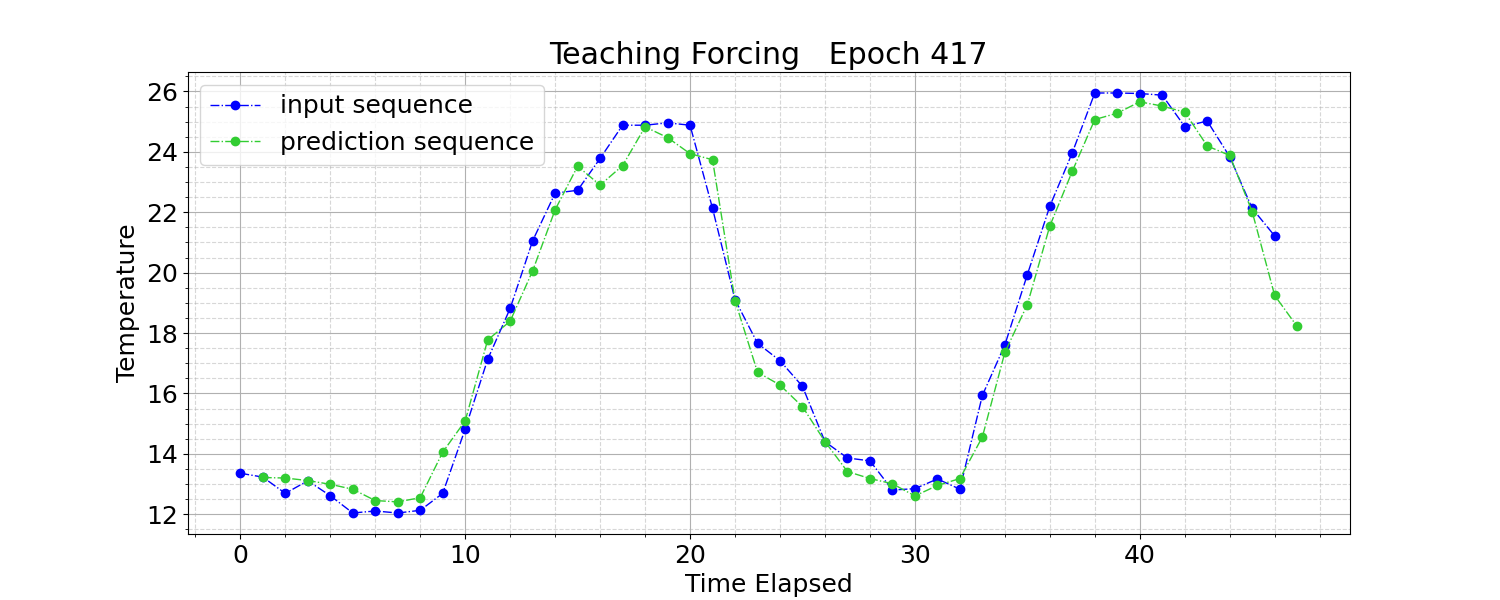 Teaching Forcing   Epoch 417
input sequence
prediction sequence
Temperature
26
24
22
20
18
16
14
12
0 10 20 30 40
Time Elapsed